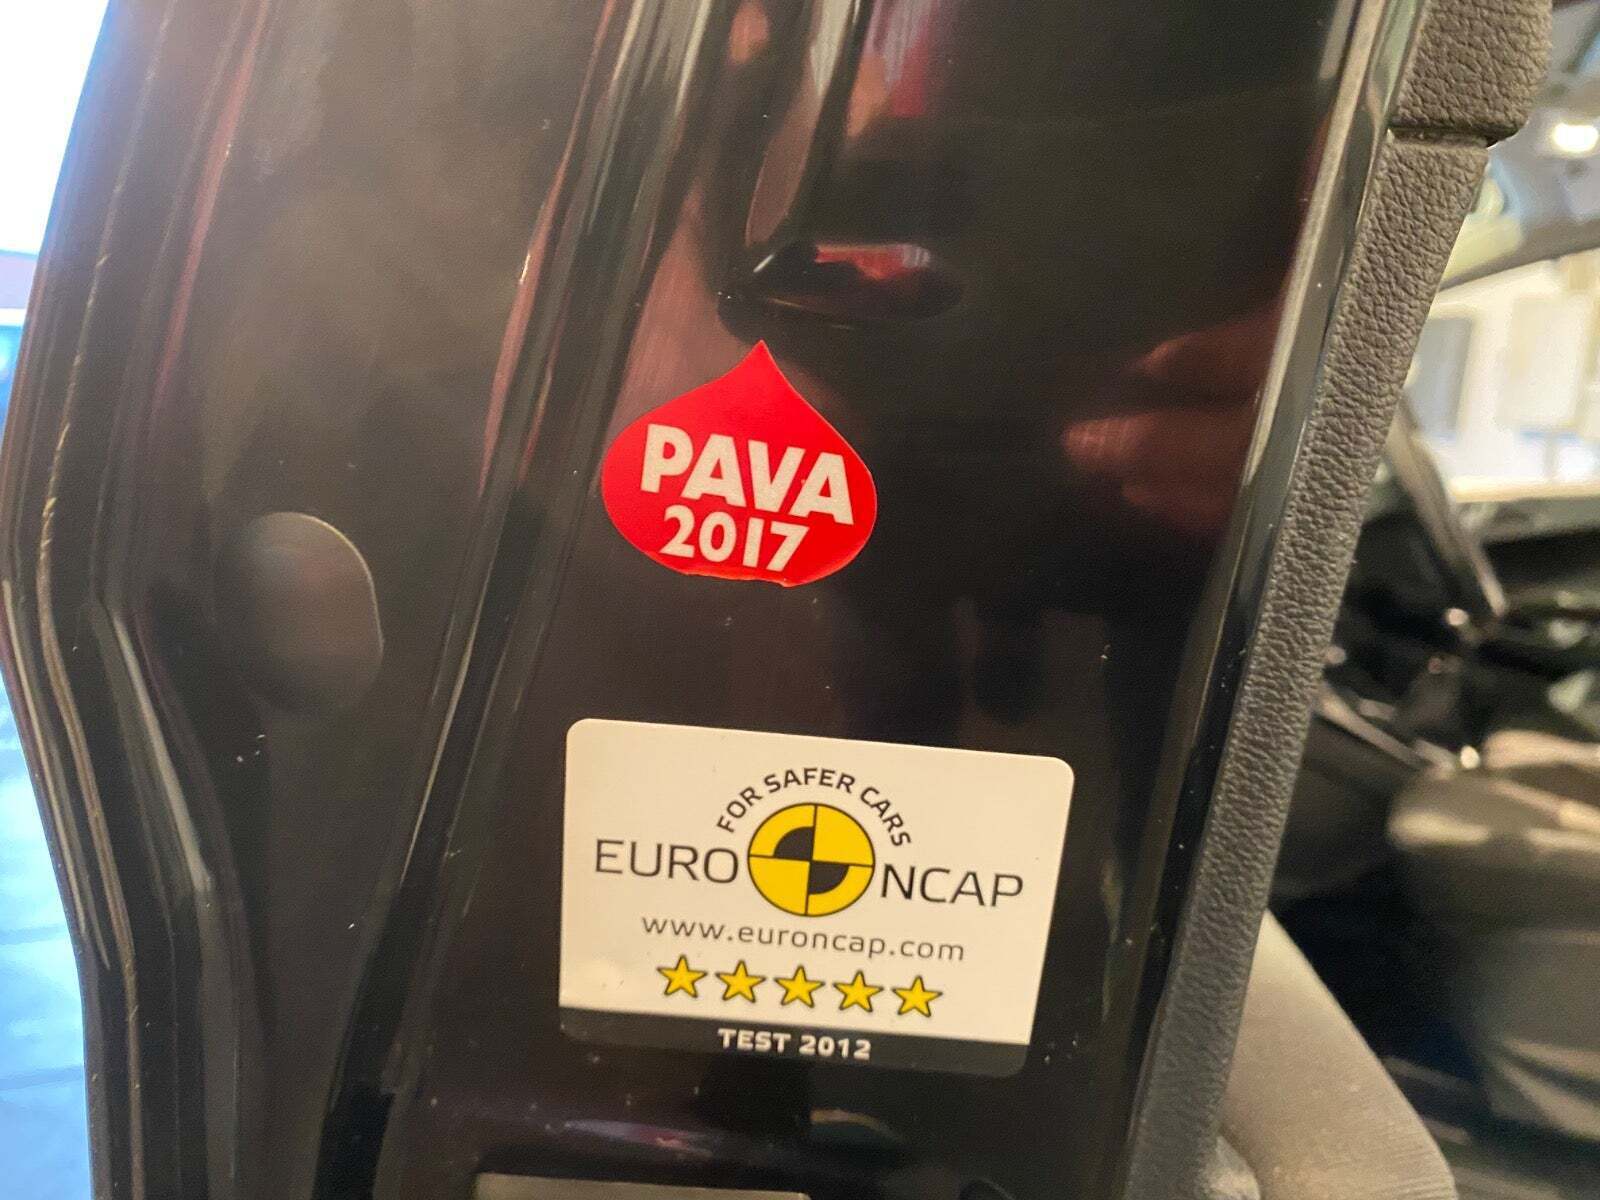 PAVA
2017
FOR SAFER CARS
EURO NCAP
www.euroncap.com
TEST 2012